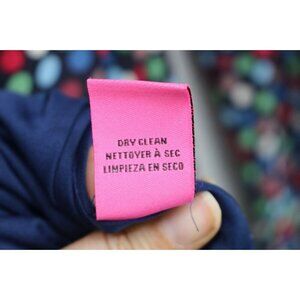 DRY CLEAN
NETTOYER À SEC
LIMPIEZA EN SECO